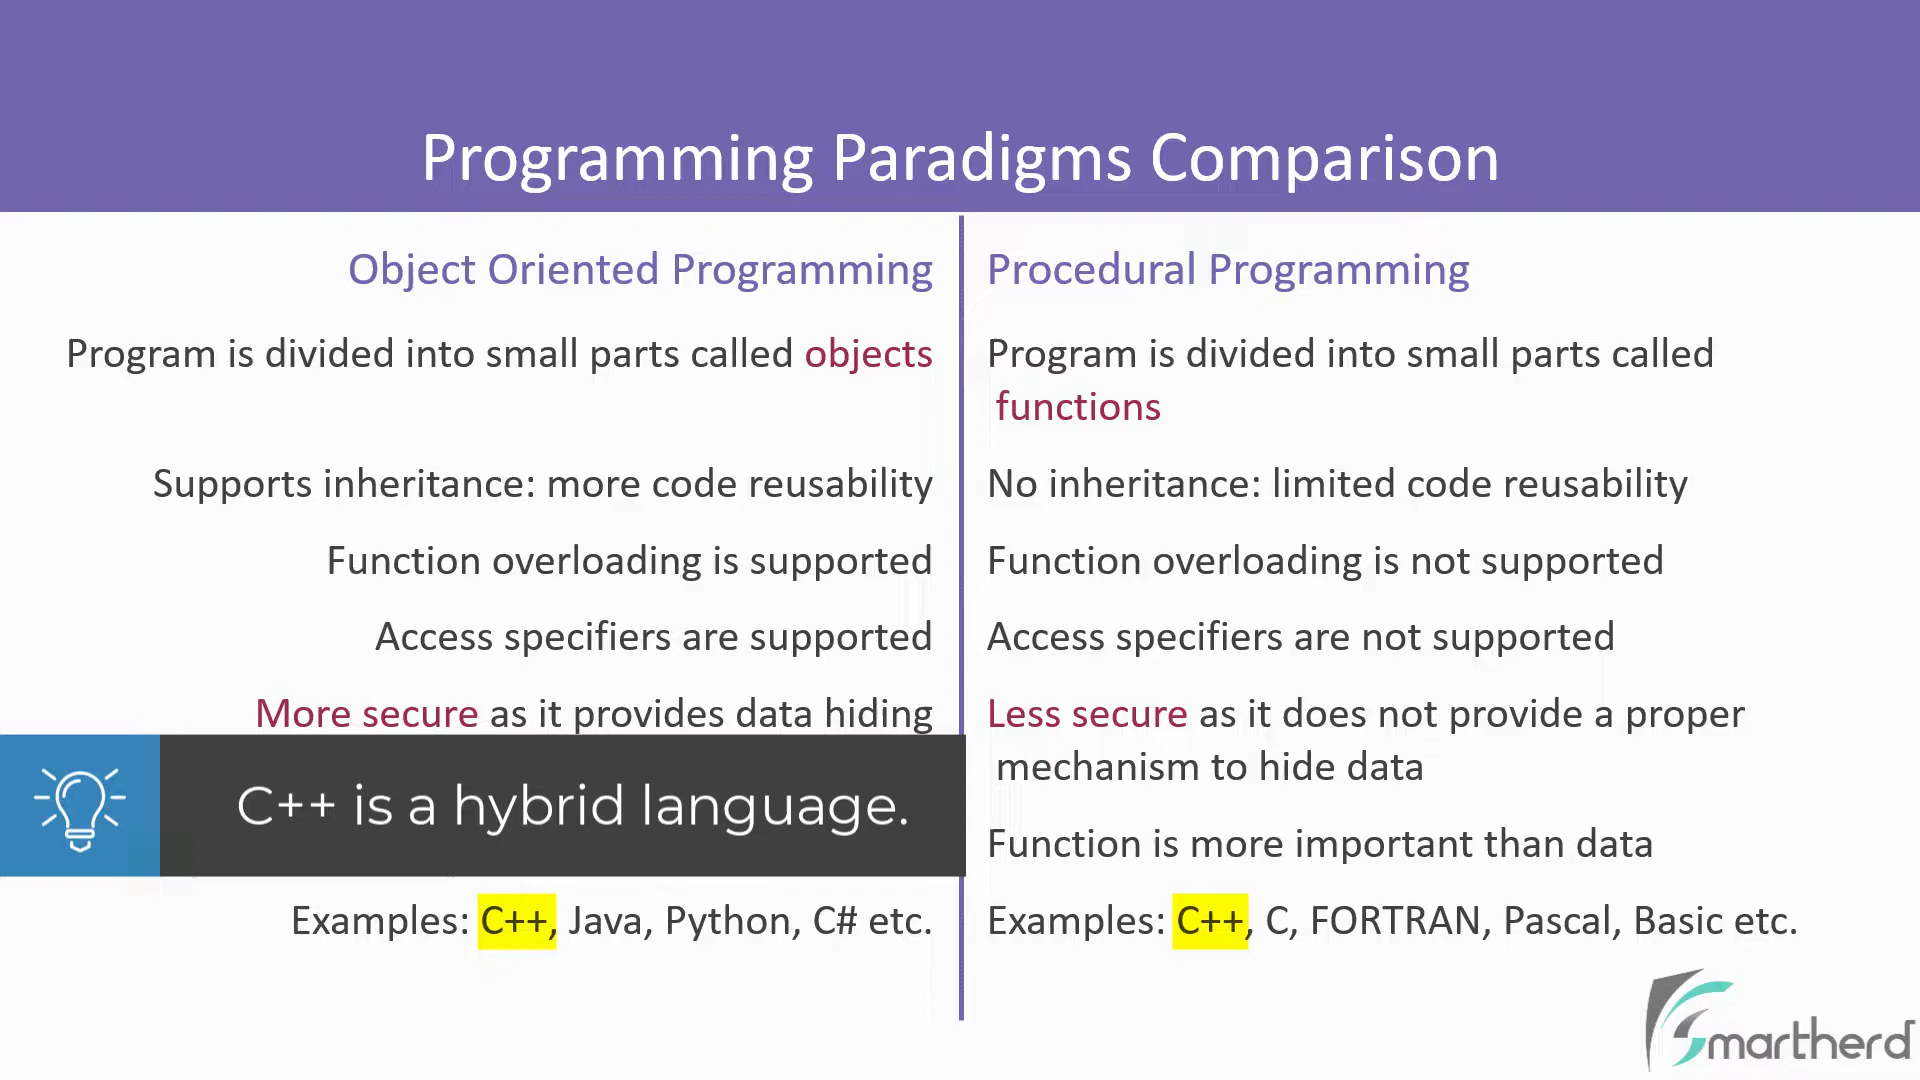 Programming Paradigms Comparison
Object Oriented Programming
Program is divided into small parts called objects
Supports inheritance: more code reusability
Function overloading is supported
Access specifiers are supported
More secure as it provides data hiding
C++ is a hybrid language.
Examples: C++, Java, Python, C# etc.
Procedural Programming
Program is divided into small parts called
functions
No inheritance: limited code reusability
Function overloading is not supported
Access specifiers are not supported
Less secure as it does not provide a proper
mechanism to hide data
Function is more important than data
Examples: C++, C, FORTRAN, Pascal, Basic etc.
Smartherd